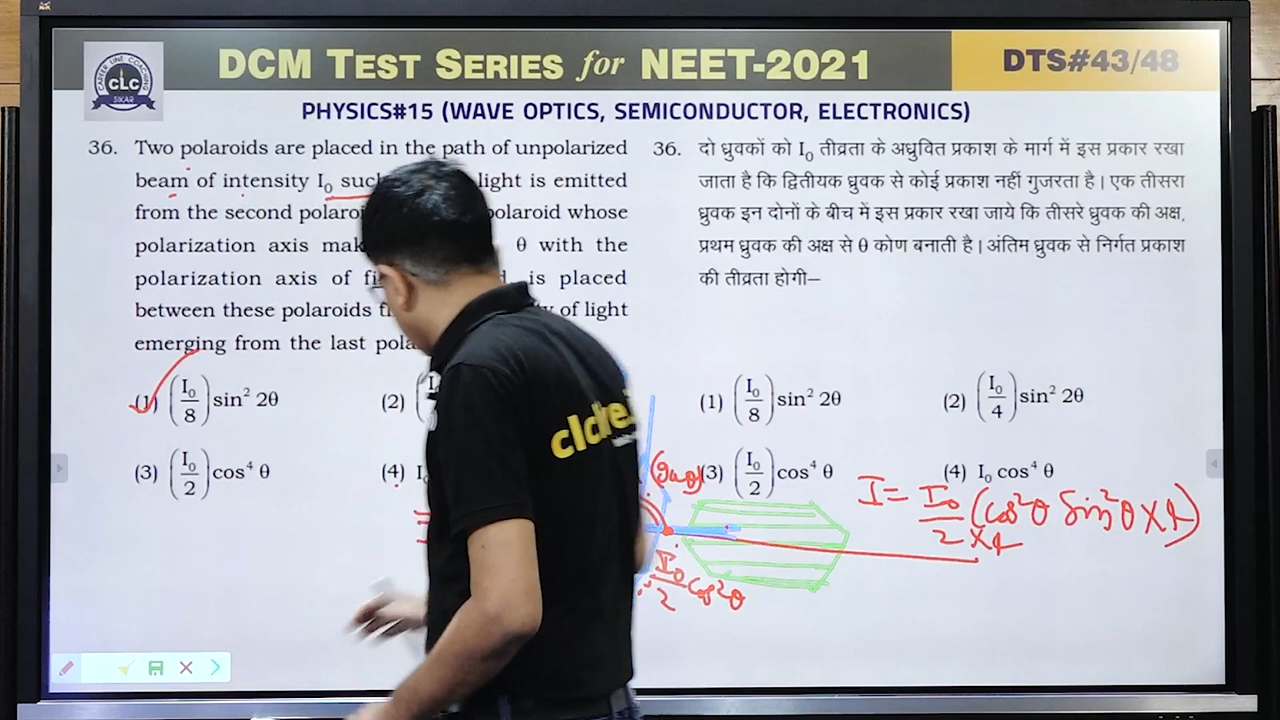 DCM TEST SERIES for NEET-2021
DTS#43/48
CAREER LINE COACHING
CLC
SIKAR
PHYSICS#15 (WAVE OPTICS, SEMICONDUCTOR, ELECTRONICS)
36. Two polaroids are placed in the path of unpolarized
beam of intensity I₀ light is emitted
from the second whose
polarization axis θ with the
polarization axis of is placed
between these polaroids of light
emerging from the last
(1) (I₀/8) sin² 2θ
(2)
(3) (I₀/2) cos⁴ θ
(4)
36. दो ध्रुवकों को I₀ तीव्रता के अध्रुवित प्रकाश के मार्ग में इस प्रकार रखा
जाता है कि द्वितीयक ध्रुवक से कोई प्रकाश नहीं गुजरता है। एक तीसरा
ध्रुवक इन दोनों के बीच में इस प्रकार रखा जाये कि तीसरे ध्रुवक की अक्ष,
प्रथम ध्रुवक की अक्ष से θ कोण बनाती है। अंतिम ध्रुवक से निर्गत प्रकाश
की तीव्रता होगी–
(1) (I₀/8) sin² 2θ
(2) (I₀/4) sin² 2θ
(3) (I₀/2) cos⁴ θ
(4) I₀ cos⁴ θ
I = I₀/2×4 (cos²θ sin²θ × 4)
I₀/2 cos²θ